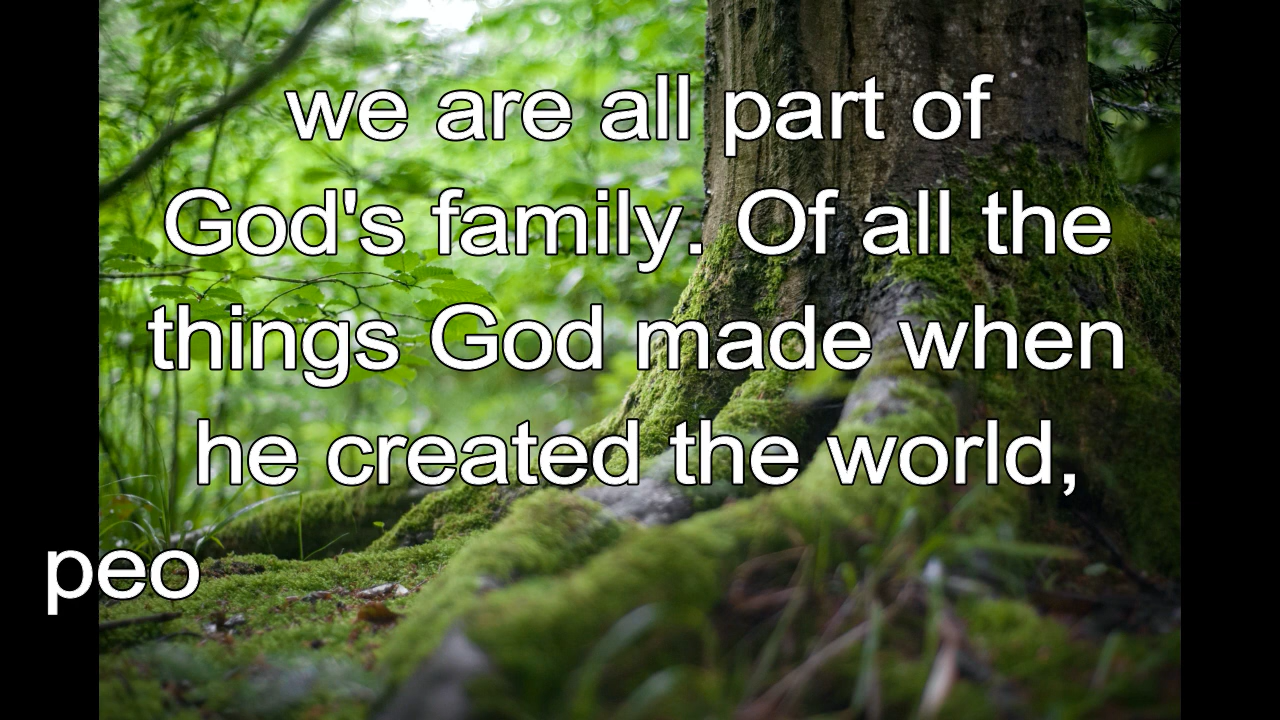 we are all part of
God's family. Of all the
things God made when
he created the world,
peo